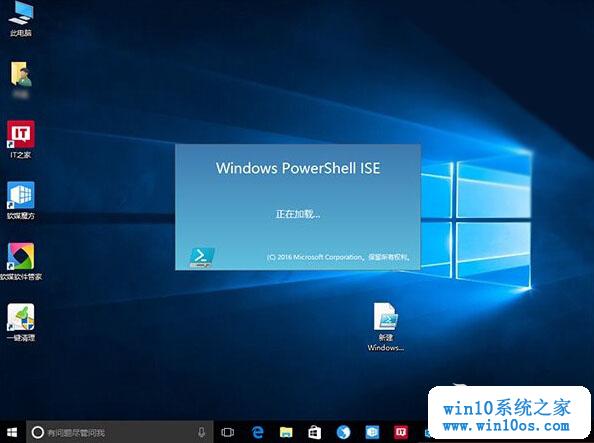 此电脑
IT
IT之家
软媒魔方
软媒软件管家
一键清理
Windows PowerShell ISE
正在加载...
(C) 2016 Microsoft Corporation。保留所有权利。
新建
Windows...
有问题尽管问我
IT
win10系统之家
www.win10os.com